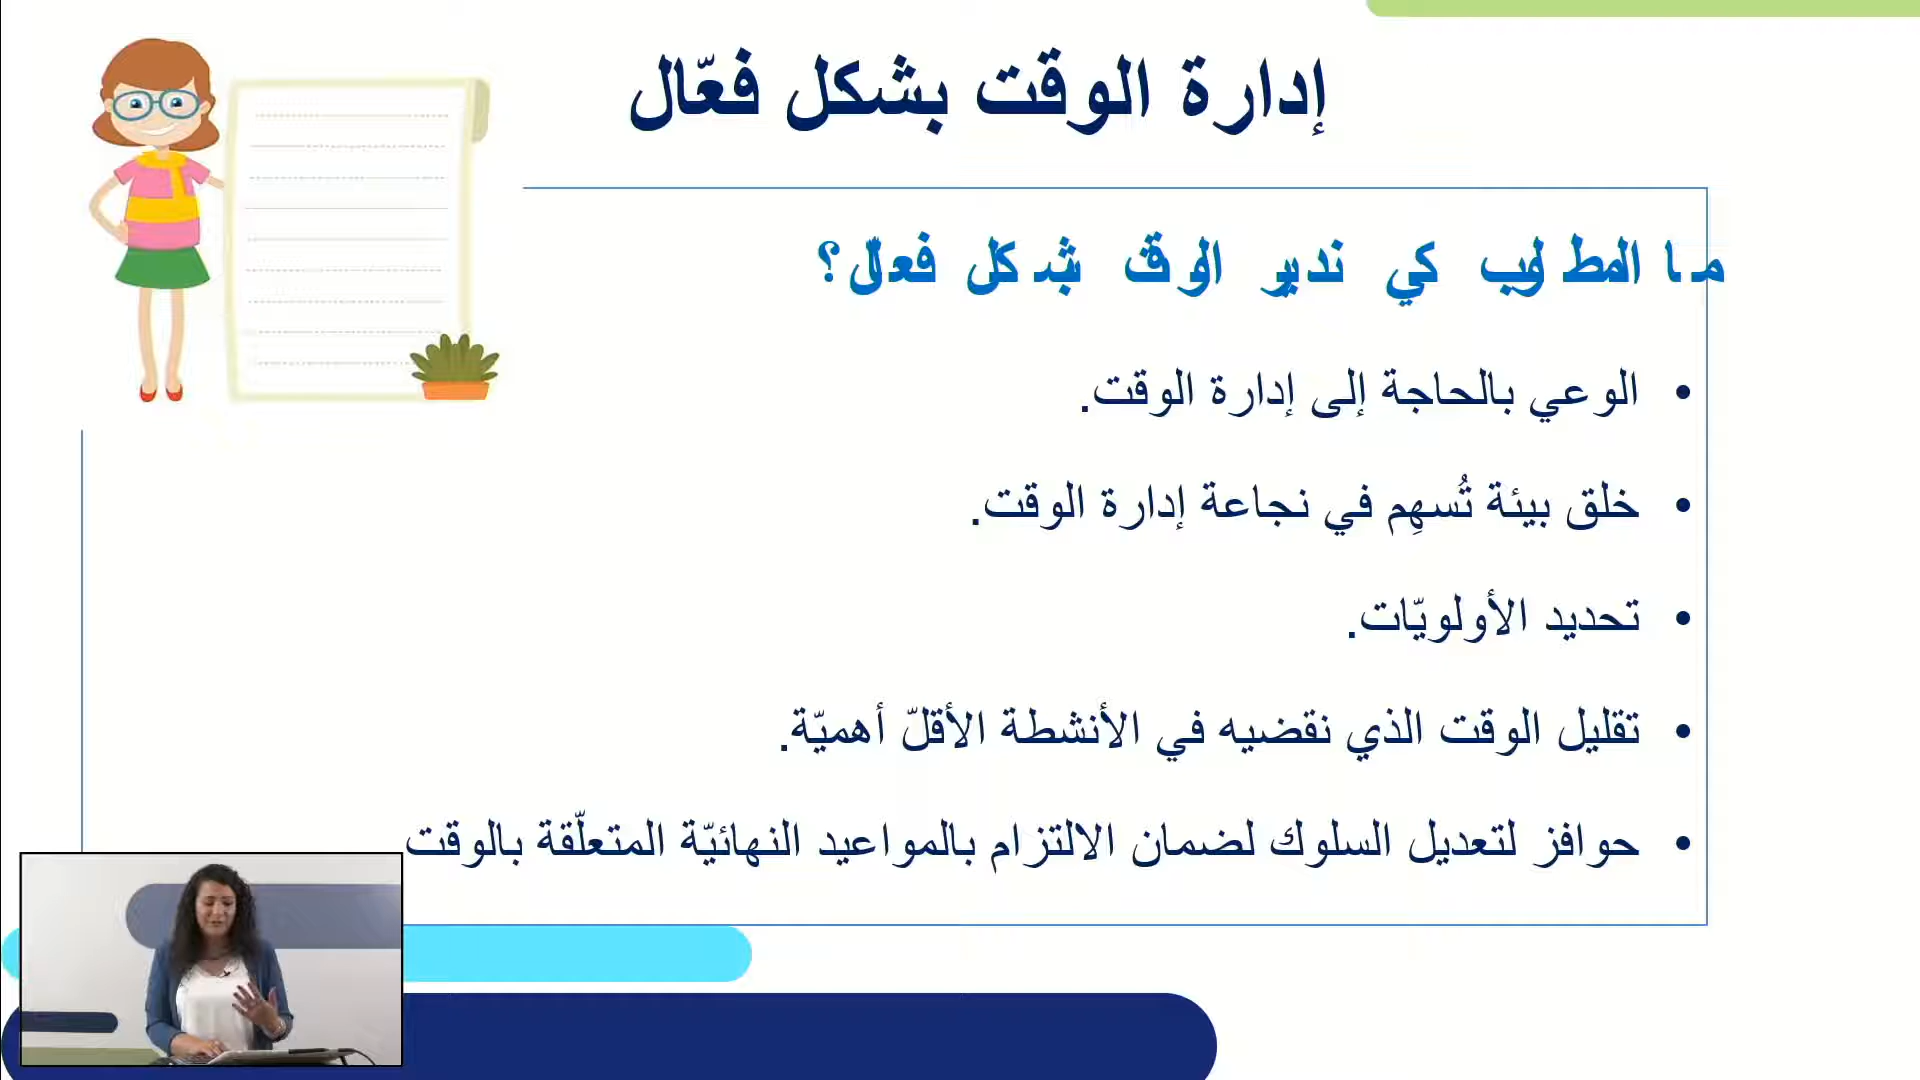 إدارة الوقت بشكل فعّال
ما المطلوب كي ندير الوقت بشكل فعال؟
• الوعي بالحاجة إلى إدارة الوقت.
• خلق بيئة تُسهِم في نجاعة إدارة الوقت.
• تحديد الأولويّات.
• تقليل الوقت الذي نقضيه في الأنشطة الأقلّ أهميّة.
• حوافز لتعديل السلوك لضمان الالتزام بالمواعيد النهائيّة المتعلّقة بالوقت